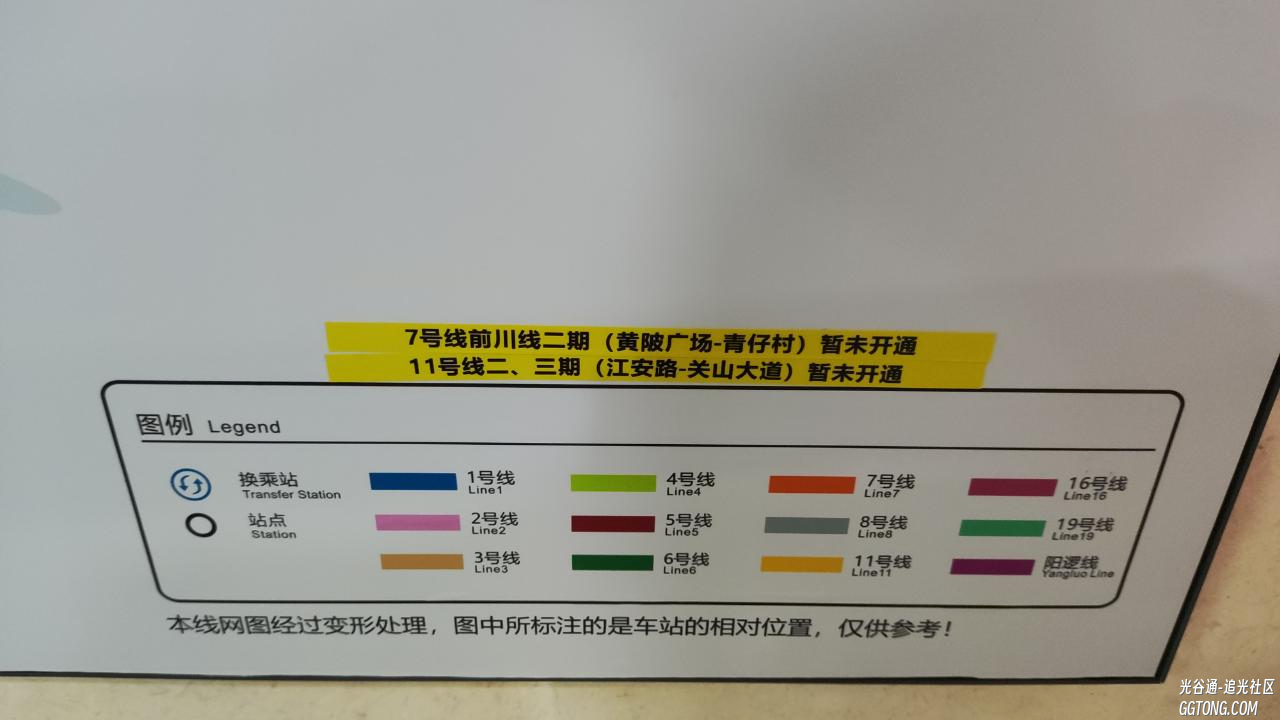 7号线前川线二期（黄陂广场-青仔村）暂未开通
11号线二、三期（江安路-关山大道）暂未开通
图例 Legend
换乘站
Transfer Station
站点
Station
1号线
Line1
2号线
Line2
3号线
Line3
4号线
Line4
5号线
Line5
6号线
Line6
7号线
Line7
8号线
Line8
11号线
Line11
16号线
Line16
19号线
Line19
阳逻线
Yangluo Line
本线网图经过变形处理，图中所标注的是车站的相对位置，仅供参考！
光谷通-追光社区
GGTONG.COM